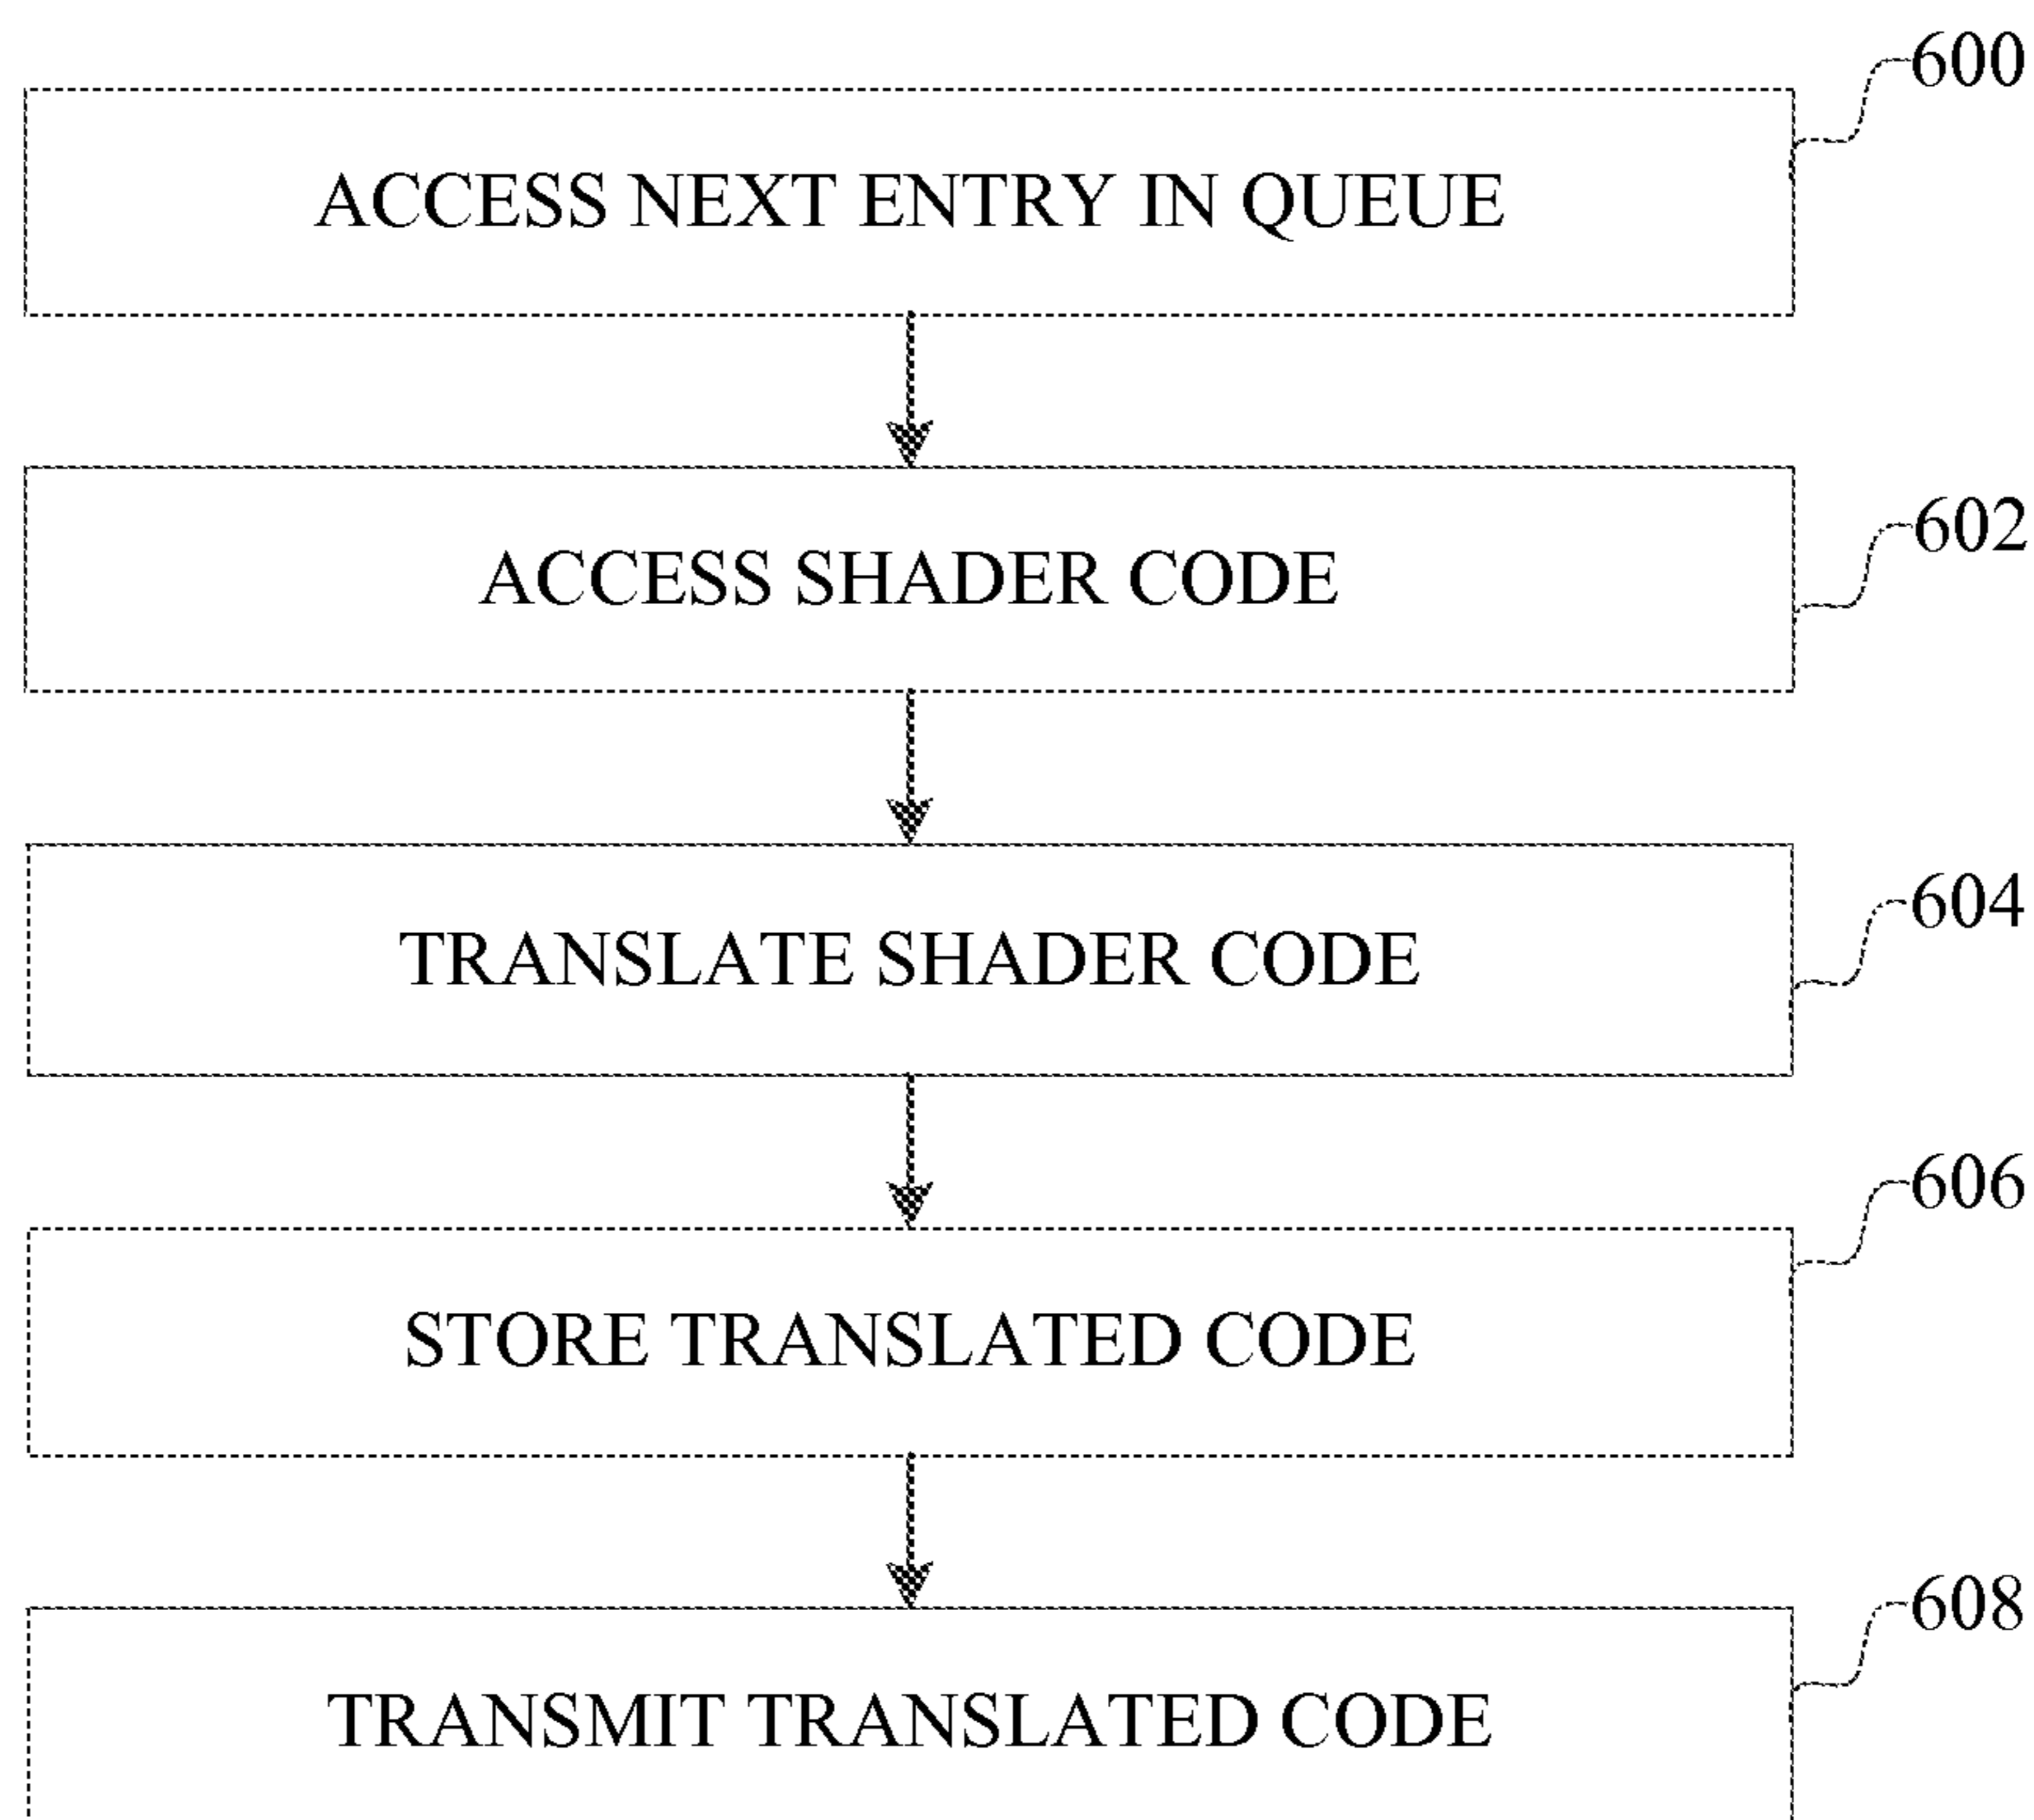 600
ACCESS NEXT ENTRY IN QUEUE
602
ACCESS SHADER CODE
604
TRANSLATE SHADER CODE
606
STORE TRANSLATED CODE
608
TRANSMIT TRANSLATED CODE